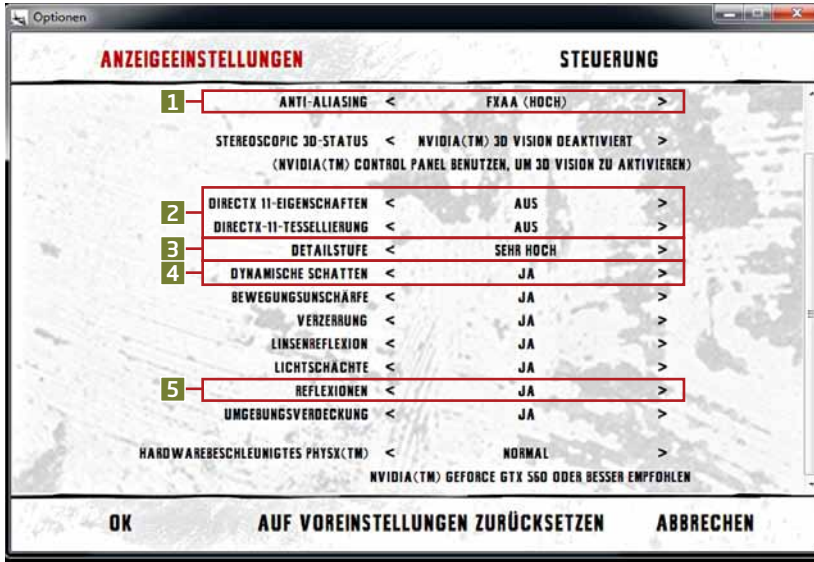 Optionen
ANZEIGEEINSTELLUNGEN STEUERUNG
1 ANTI-ALIASING < FXAA (HOCH) >
STEREOSCOPIC 3D-STATUS < NVIDIA(TM) 3D VISION DEAKTIVIERT >
(NVIDIA(TM) CONTROL PANEL BENUTZEN, UM 3D VISION ZU AKTIVIEREN)
2 DIRECTX 11-EIGENSCHAFTEN < AUS >
DIRECTX-11-TESSELLIERUNG < AUS >
3 DETAILSTUFE < SEHR HOCH >
4 DYNAMISCHE SCHATTEN < JA >
BEWEGUNGSUNSCHÄRFE < JA >
VERZERRUNG < JA >
LINSENREFLEXION < JA >
LICHTSCHÄCHTE < JA >
5 REFLEXIONEN < JA >
UMGEBUNGSVERDECKUNG < JA >
HARDWAREBESCHLEUNIGTES PHYSX(TM) < NORMAL >
NVIDIA(TM) GEFORCE GTX 560 ODER BESSER EMPFOHLEN
OK AUF VOREINSTELLUNGEN ZURÜCKSETZEN ABBRECHEN